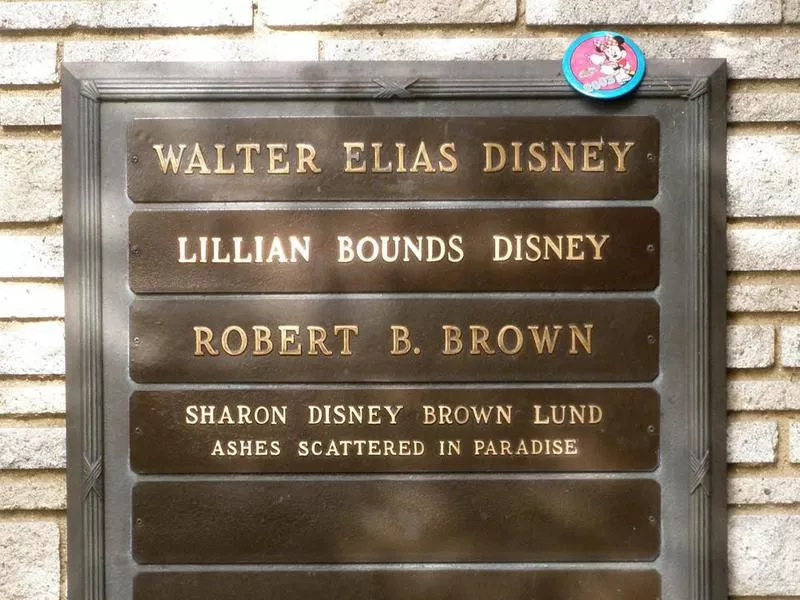 WALTER ELIAS DISNEY
LILLIAN BOUNDS DISNEY
ROBERT B. BROWN
SHARON DISNEY BROWN LUND
ASHES SCATTERED IN PARADISE